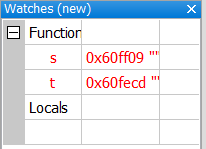 Watches (new)
Function
s 0x60ff09 ""
t 0x60fecd ""
Locals